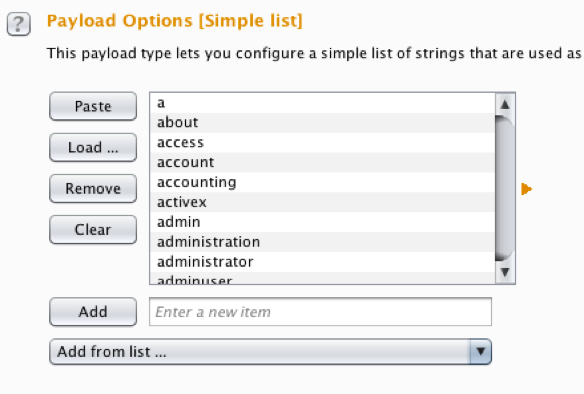 ?
Payload Options [Simple list]
This payload type lets you configure a simple list of strings that are used as
Paste
Load ...
Remove
Clear
a
about
access
account
accounting
activex
admin
administration
administrator
adminuser
Add
Enter a new item
Add from list ...